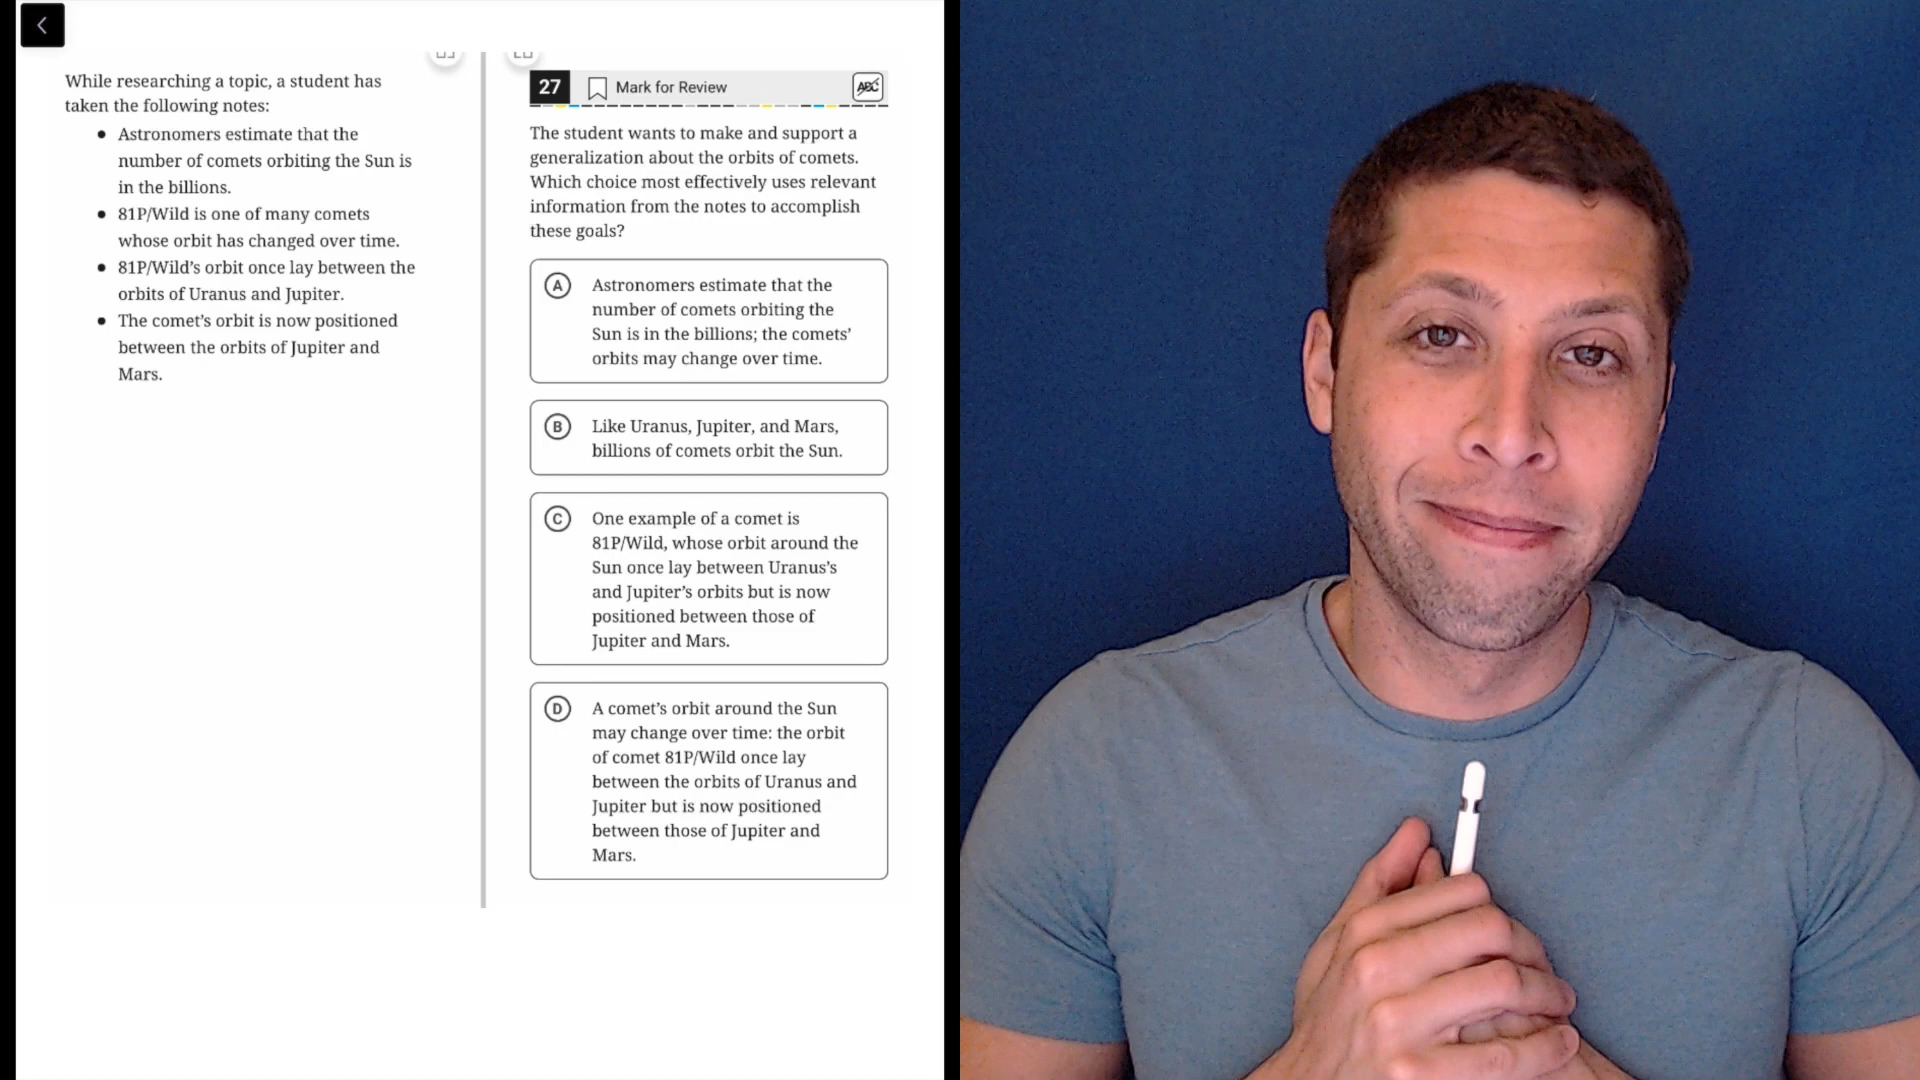 While researching a topic, a student has
taken the following notes:
• Astronomers estimate that the
number of comets orbiting the Sun is
in the billions.
• 81P/Wild is one of many comets
whose orbit has changed over time.
• 81P/Wild’s orbit once lay between the
orbits of Uranus and Jupiter.
• The comet’s orbit is now positioned
between the orbits of Jupiter and
Mars.
27 Mark for Review ABC
The student wants to make and support a
generalization about the orbits of comets.
Which choice most effectively uses relevant
information from the notes to accomplish
these goals?
A Astronomers estimate that the
number of comets orbiting the
Sun is in the billions; the comets’
orbits may change over time.
B Like Uranus, Jupiter, and Mars,
billions of comets orbit the Sun.
C One example of a comet is
81P/Wild, whose orbit around the
Sun once lay between Uranus’s
and Jupiter’s orbits but is now
positioned between those of
Jupiter and Mars.
D A comet’s orbit around the Sun
may change over time: the orbit
of comet 81P/Wild once lay
between the orbits of Uranus and
Jupiter but is now positioned
between those of Jupiter and
Mars.